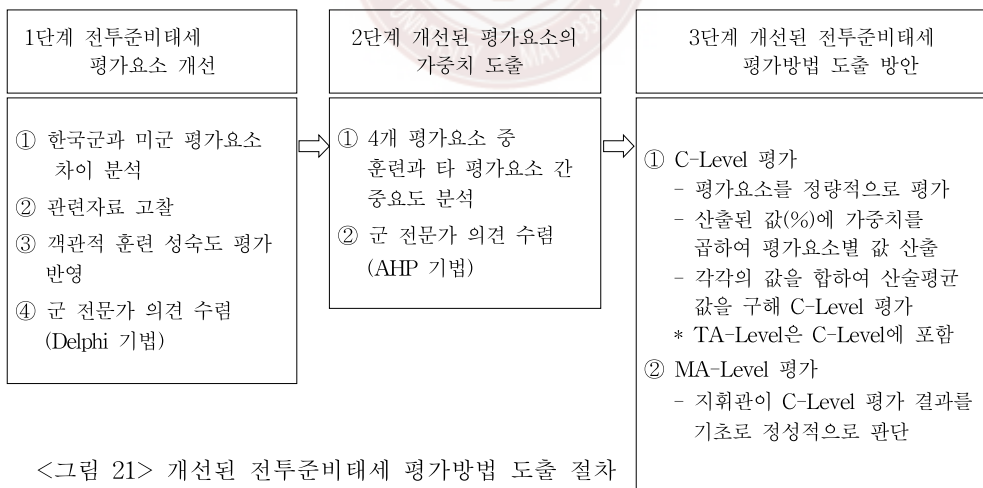 1단계 전투준비태세
평가요소 개선
① 한국군과 미군 평가요소
차이 분석
② 관련자료 고찰
③ 객관적 훈련 성숙도 평가
반영
④ 군 전문가 의견 수렴
(Delphi 기법)
2단계 개선된 평가요소의
가중치 도출
① 4개 평가요소 중
훈련과 타 평가요소 간
중요도 분석
② 군 전문가 의견 수렴
(AHP 기법)
3단계 개선된 전투준비태세
평가방법 도출 방안
① C-Level 평가
- 평가요소를 정량적으로 평가
- 산출된 값(%)에 가중치를
곱하여 평가요소별 값 산출
- 각각의 값을 합하여 산술평균
값을 구해 C-Level 평가
* TA-Level은 C-Level에 포함
② MA-Level 평가
- 지휘관이 C-Level 평가 결과를
기초로 정성적으로 판단
<그림 21> 개선된 전투준비태세 평가방법 도출 절차